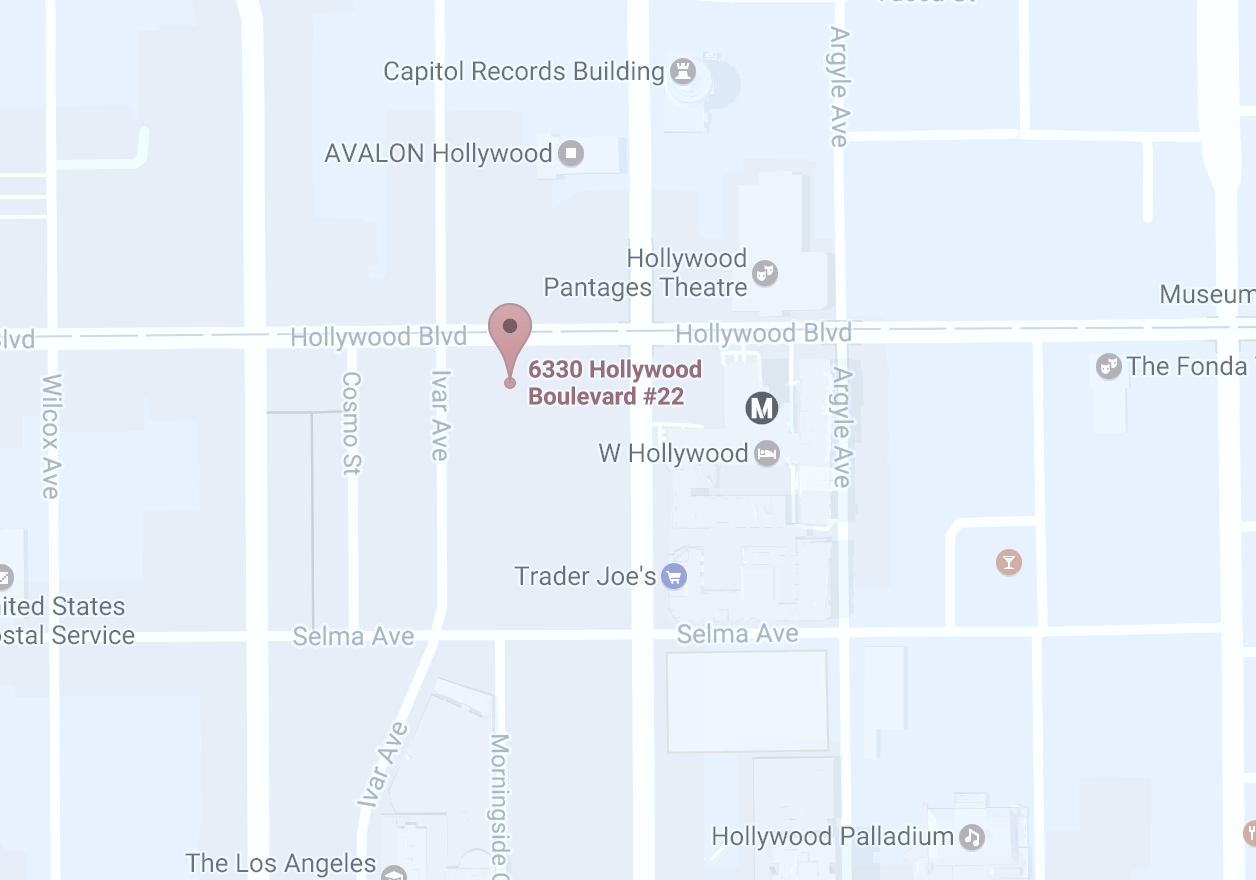 Argyle Ave
Capitol Records Building
AVALON Hollywood
Hollywood
Pantages Theatre
Museum
lvd
Hollywood Blvd
Hollywood Blvd
The Fonda
6330 Hollywood
Boulevard #22
Wilcox Ave
Cosmo St
Ivar Ave
Argyle Ave
M
W Hollywood
Trader Joe's
ited States
ostal Service
Selma Ave
Selma Ave
Ivar Ave
Morningside
Hollywood Palladium
The Los Angeles